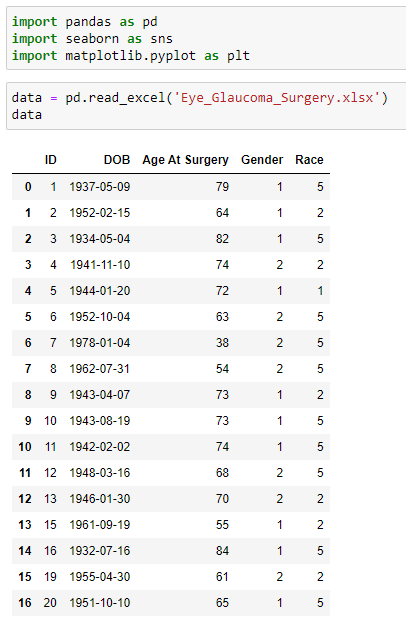 import pandas as pd
import seaborn as sns
import matplotlib.pyplot as plt
data = pd.read_excel('Eye_Glaucoma_Surgery.xlsx')
data
ID DOB Age At Surgery Gender Race
0 1 1937-05-09 79 1 5
1 2 1952-02-15 64 1 2
2 3 1934-05-04 82 1 5
3 4 1941-11-10 74 2 2
4 5 1944-01-20 72 1 1
5 6 1952-10-04 63 2 5
6 7 1978-01-04 38 2 5
7 8 1962-07-31 54 2 5
8 9 1943-04-07 73 1 2
9 10 1943-08-19 73 1 5
10 11 1942-02-02 74 1 5
11 12 1948-03-16 68 2 5
12 13 1946-01-30 70 2 2
13 15 1961-09-19 55 1 2
14 16 1932-07-16 84 1 5
15 19 1955-04-30 61 2 2
16 20 1951-10-10 65 1 5